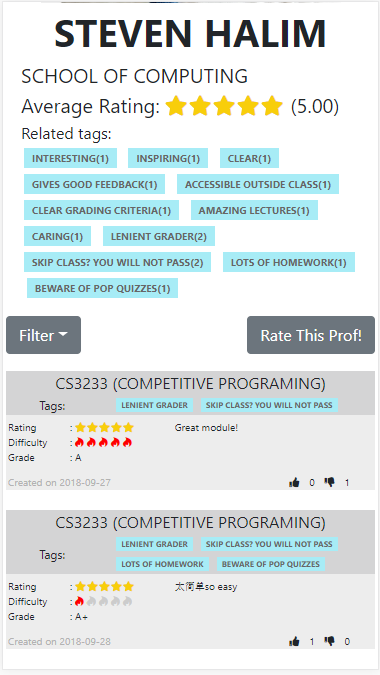 STEVEN HALIM
SCHOOL OF COMPUTING
Average Rating: (5.00)
Related tags:
INTERESTING(1) INSPIRING(1) CLEAR(1)
GIVES GOOD FEEDBACK(1) ACCESSIBLE OUTSIDE CLASS(1)
CLEAR GRADING CRITERIA(1) AMAZING LECTURES(1)
CARING(1) LENIENT GRADER(2)
SKIP CLASS? YOU WILL NOT PASS(2) LOTS OF HOMEWORK(1)
BEWARE OF POP QUIZZES(1)
Filter Rate This Prof!
CS3233 (COMPETITIVE PROGRAMING)
Tags: LENIENT GRADER SKIP CLASS? YOU WILL NOT PASS
Rating : Great module!
Difficulty :
Grade : A
Created on 2018-09-27 0 1
CS3233 (COMPETITIVE PROGRAMING)
LENIENT GRADER SKIP CLASS? YOU WILL NOT PASS
Tags: LOTS OF HOMEWORK BEWARE OF POP QUIZZES
Rating : 太简单so easy
Difficulty :
Grade : A+
Created on 2018-09-28 1 0